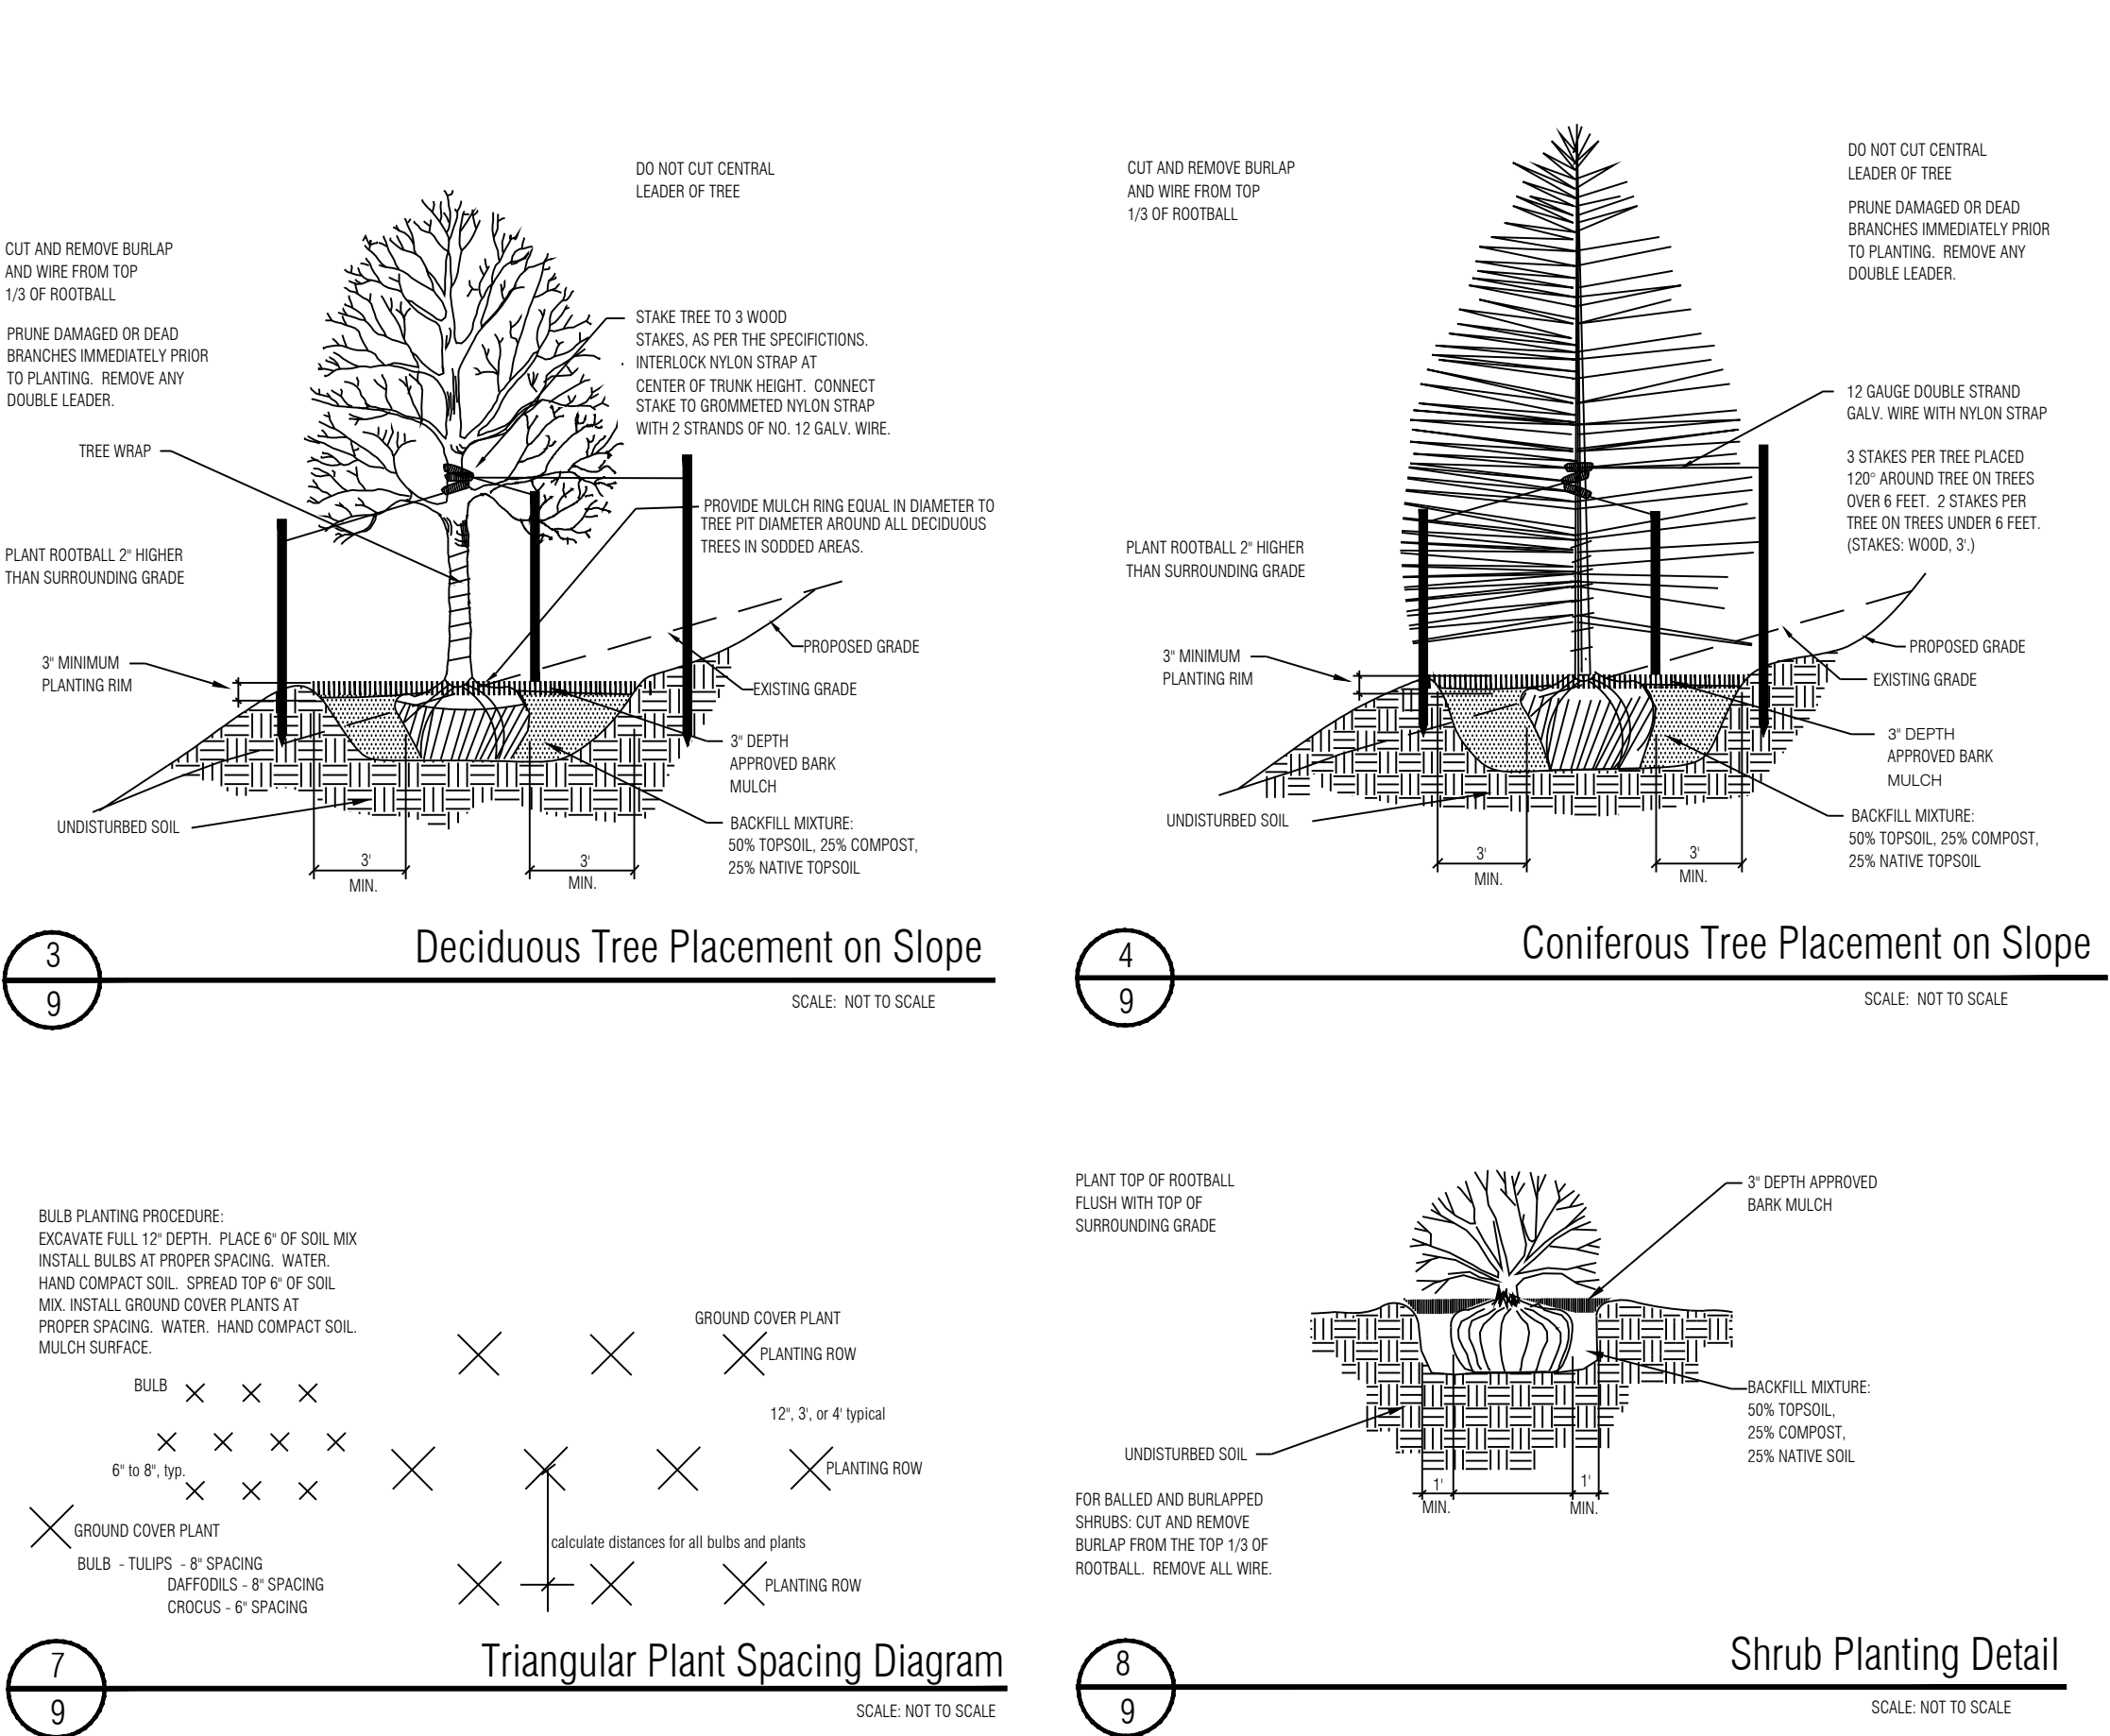 DO NOT CUT CENTRAL
LEADER OF TREE
CUT AND REMOVE BURLAP
AND WIRE FROM TOP
1/3 OF ROOTBALL
PRUNE DAMAGED OR DEAD
BRANCHES IMMEDIATELY PRIOR
TO PLANTING. REMOVE ANY
DOUBLE LEADER.
STAKE TREE TO 3 WOOD
STAKES, AS PER THE SPECIFICTIONS.
INTERLOCK NYLON STRAP AT
CENTER OF TRUNK HEIGHT. CONNECT
STAKE TO GROMMETED NYLON STRAP
WITH 2 STRANDS OF NO. 12 GALV. WIRE.
TREE WRAP
PROVIDE MULCH RING EQUAL IN DIAMETER TO
TREE PIT DIAMETER AROUND ALL DECIDUOUS
TREES IN SODDED AREAS.
PLANT ROOTBALL 2" HIGHER
THAN SURROUNDING GRADE
PROPOSED GRADE
3" MINIMUM
PLANTING RIM
EXISTING GRADE
3" DEPTH
APPROVED BARK
MULCH
UNDISTURBED SOIL
BACKFILL MIXTURE:
50% TOPSOIL, 25% COMPOST,
25% NATIVE TOPSOIL
3'
MIN.
3'
MIN.
3
9
Deciduous Tree Placement on Slope
SCALE: NOT TO SCALE
CUT AND REMOVE BURLAP
AND WIRE FROM TOP
1/3 OF ROOTBALL
DO NOT CUT CENTRAL
LEADER OF TREE
PRUNE DAMAGED OR DEAD
BRANCHES IMMEDIATELY PRIOR
TO PLANTING. REMOVE ANY
DOUBLE LEADER.
12 GAUGE DOUBLE STRAND
GALV. WIRE WITH NYLON STRAP
3 STAKES PER TREE PLACED
120° AROUND TREE ON TREES
OVER 6 FEET. 2 STAKES PER
TREE ON TREES UNDER 6 FEET.
(STAKES: WOOD, 3'.)
PLANT ROOTBALL 2" HIGHER
THAN SURROUNDING GRADE
PROPOSED GRADE
3" MINIMUM
PLANTING RIM
EXISTING GRADE
3" DEPTH
APPROVED BARK
MULCH
UNDISTURBED SOIL
BACKFILL MIXTURE:
50% TOPSOIL, 25% COMPOST,
25% NATIVE TOPSOIL
3'
MIN.
3'
MIN.
4
9
Coniferous Tree Placement on Slope
SCALE: NOT TO SCALE
BULB PLANTING PROCEDURE:
EXCAVATE FULL 12" DEPTH. PLACE 6" OF SOIL MIX
INSTALL BULBS AT PROPER SPACING. WATER.
HAND COMPACT SOIL. SPREAD TOP 6" OF SOIL
MIX. INSTALL GROUND COVER PLANTS AT
PROPER SPACING. WATER. HAND COMPACT SOIL.
MULCH SURFACE.
GROUND COVER PLANT
PLANTING ROW
BULB
12", 3', or 4' typical
6" to 8", typ.
PLANTING ROW
GROUND COVER PLANT
calculate distances for all bulbs and plants
BULB - TULIPS - 8" SPACING
DAFFODILS - 8" SPACING
CROCUS - 6" SPACING
PLANTING ROW
7
9
Triangular Plant Spacing Diagram
SCALE: NOT TO SCALE
PLANT TOP OF ROOTBALL
FLUSH WITH TOP OF
SURROUNDING GRADE
3" DEPTH APPROVED
BARK MULCH
BACKFILL MIXTURE:
50% TOPSOIL,
25% COMPOST,
25% NATIVE SOIL
UNDISTURBED SOIL
1'
MIN.
1'
MIN.
FOR BALLED AND BURLAPPED
SHRUBS: CUT AND REMOVE
BURLAP FROM THE TOP 1/3 OF
ROOTBALL. REMOVE ALL WIRE.
8
9
Shrub Planting Detail
SCALE: NOT TO SCALE